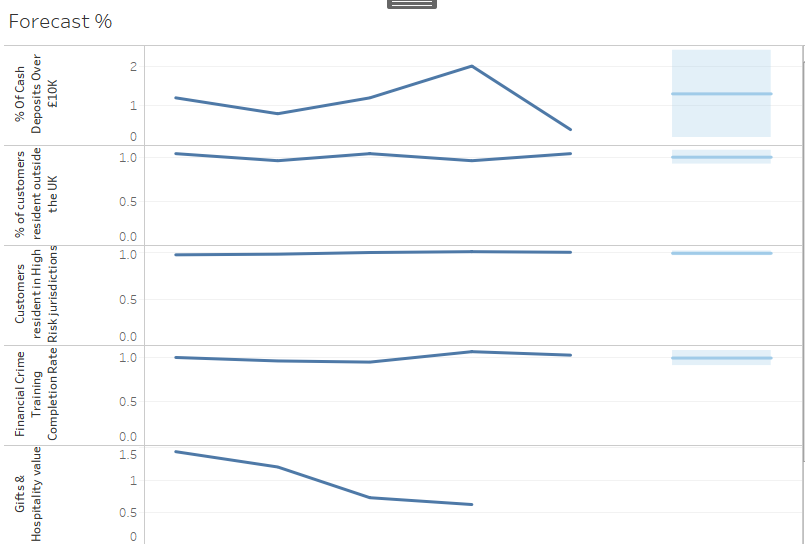 Forecast %
% Of Cash
Deposits Over
£10K
2
1
0
% of customers
resident outside
the UK
1.0
0.5
0.0
Customers
resident in High
Risk jurisdictions
1.0
0.5
0.0
Financial Crime
Training
Completion Rate
1.0
0.5
0.0
Gifts &
Hospitality value
1.5
1
0.5
0